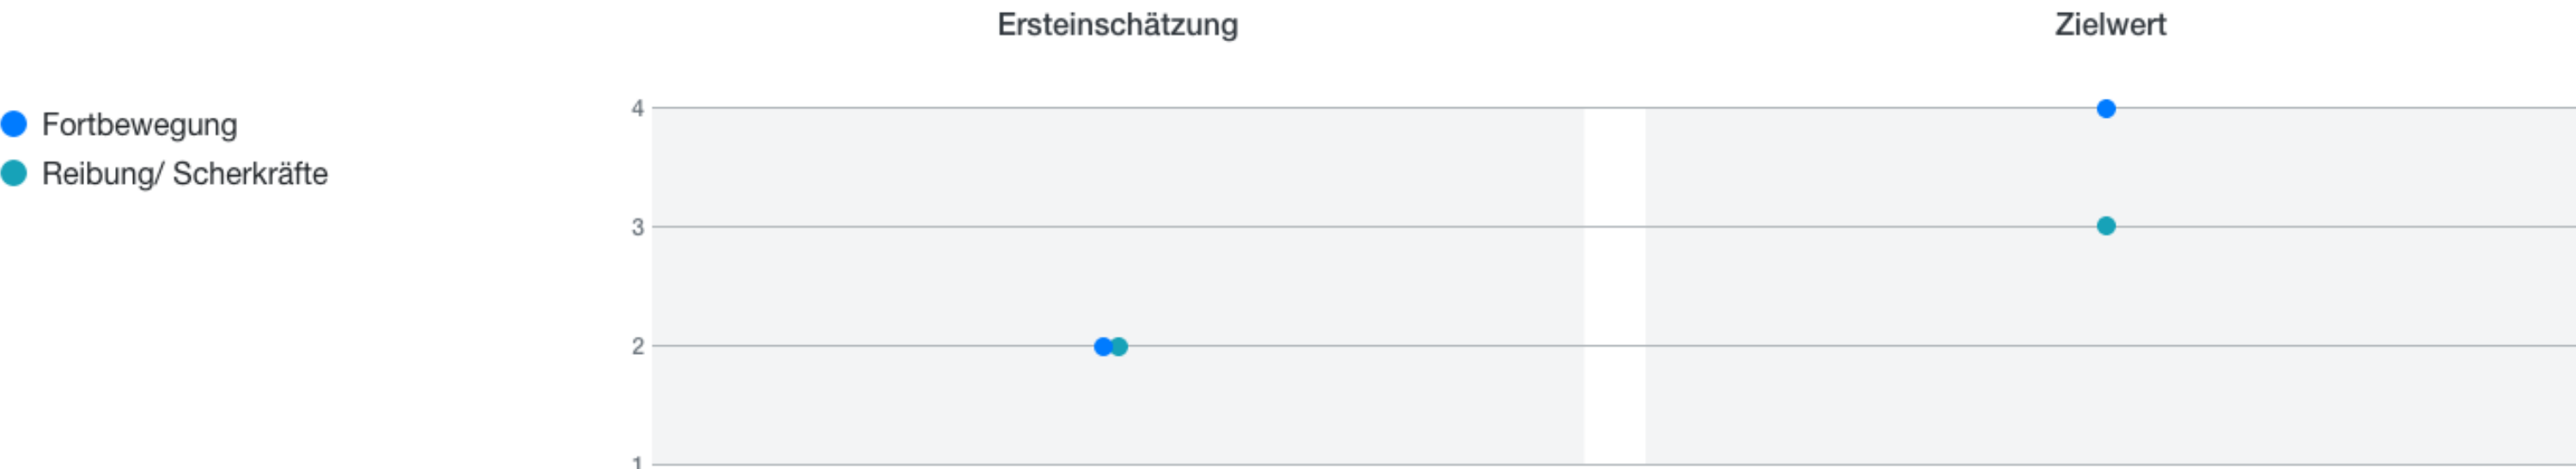 Ersteinschätzung
Zielwert
Fortbewegung
Reibung/ Scherkräfte
4
3
2
1